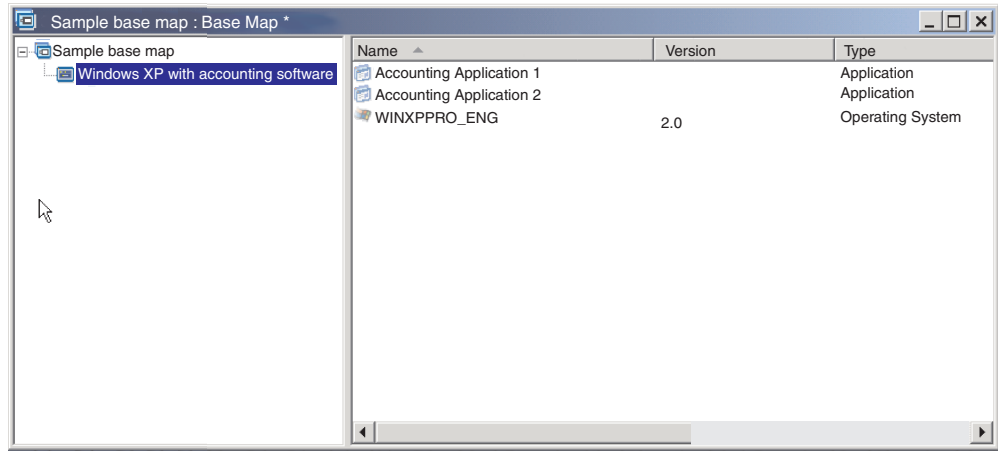 Sample base map : Base Map *
Sample base map
Windows XP with accounting software
Name Version Type
Accounting Application 1 Application
Accounting Application 2 Application
WINXPPRO_ENG 2.0 Operating System